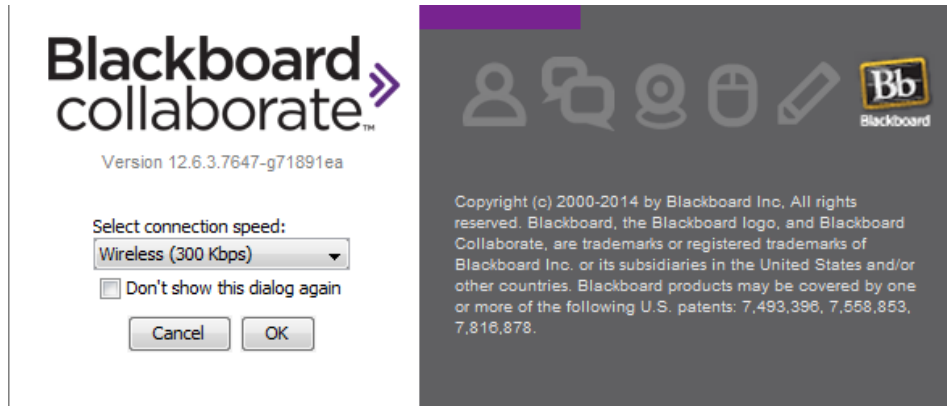 Blackboard
collaborate™
Version 12.6.3.7647-g71891ea
Select connection speed:
Wireless (300 Kbps)
Don't show this dialog again
Cancel OK
Bb
Blackboard
Copyright (c) 2000-2014 by Blackboard Inc, All rights
reserved. Blackboard, the Blackboard logo, and Blackboard
Collaborate, are trademarks or registered trademarks of
Blackboard Inc. or its subsidiaries in the United States and/or
other countries. Blackboard products may be covered by one
or more of the following U.S. patents: 7,493,396, 7,558,853,
7,816,878.